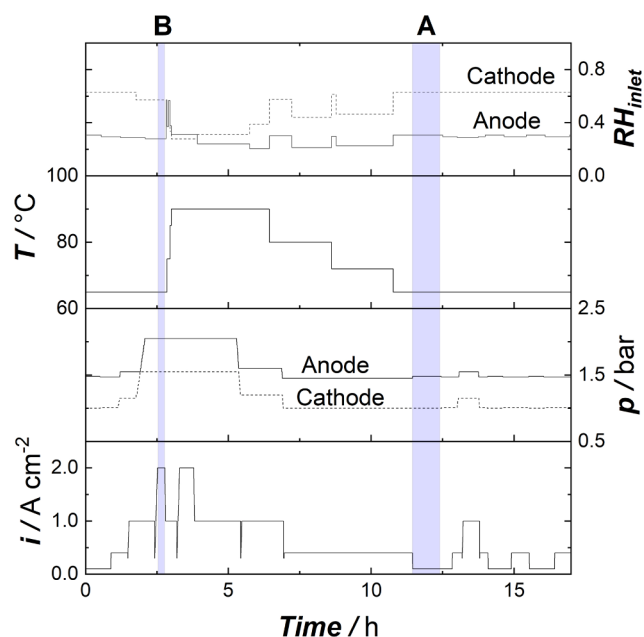 B A
Cathode
Anode
0.8
0.4
0.0
RH_inlet
100
80
60
T / °C
Anode
Cathode
2.5
1.5
0.5
p / bar
2.0
1.0
0.0
i / A cm⁻²
0 5 10 15
Time / h